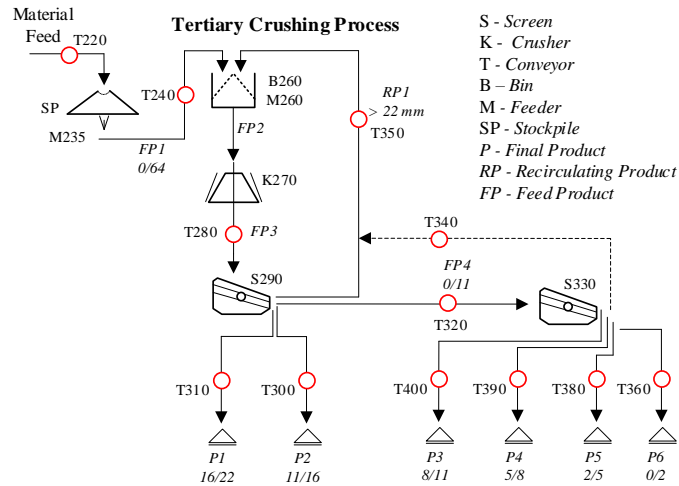 Tertiary Crushing Process
Material
Feed
T220
SP
M235
T240
FP1
0/64
B260
M260
FP2
RP1
> 22 mm
T350
K270
T280
FP3
S290
T340
FP4
0/11
S330
T320
T310
T300
T400
T390
T380
T360
P1
16/22
P2
11/16
P3
8/11
P4
5/8
P5
2/5
P6
0/2
S - Screen
K - Crusher
T - Conveyor
B – Bin
M - Feeder
SP - Stockpile
P - Final Product
RP - Recirculating Product
FP - Feed Product